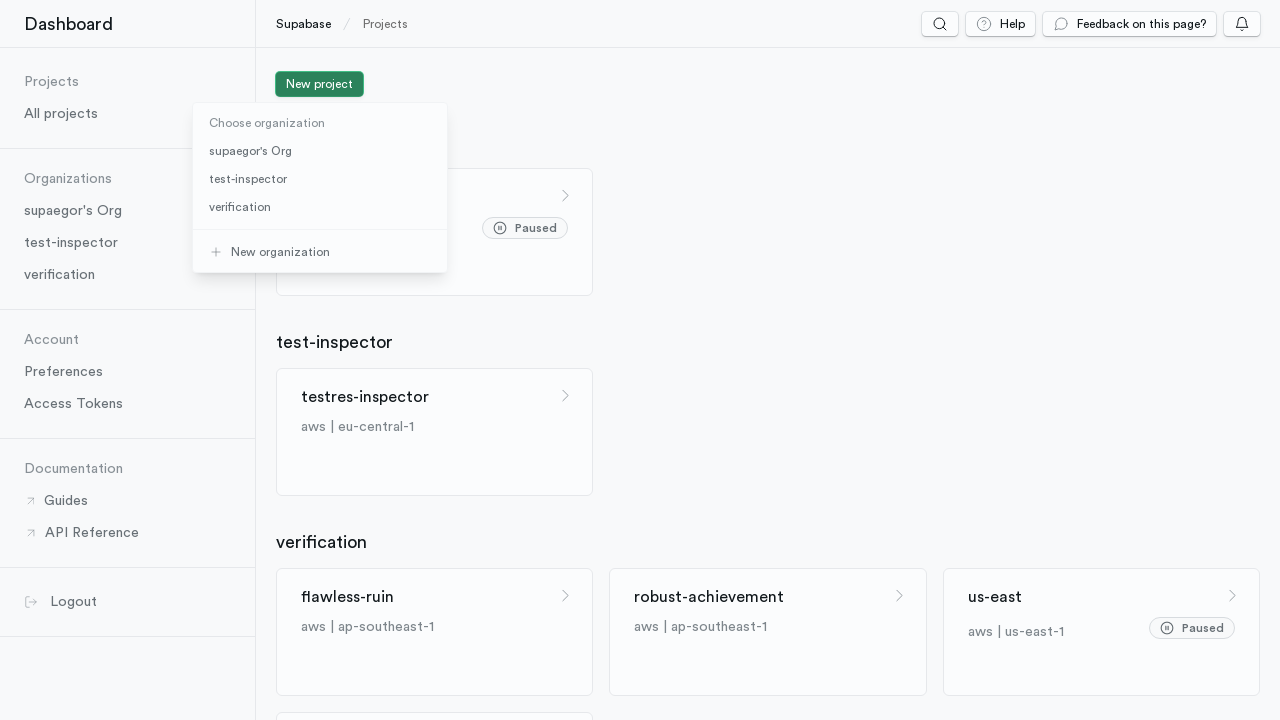 Dashboard
Supabase / Projects
Help
Feedback on this page?
Projects
All projects
Organizations
supaegor's Org
test-inspector
verification
Account
Preferences
Access Tokens
Documentation
Guides
API Reference
Logout
New project
Choose organization
supaegor's Org
test-inspector
verification
New organization
Paused
test-inspector
testres-inspector
aws | eu-central-1
verification
flawless-ruin
aws | ap-southeast-1
robust-achievement
aws | ap-southeast-1
us-east
aws | us-east-1
Paused